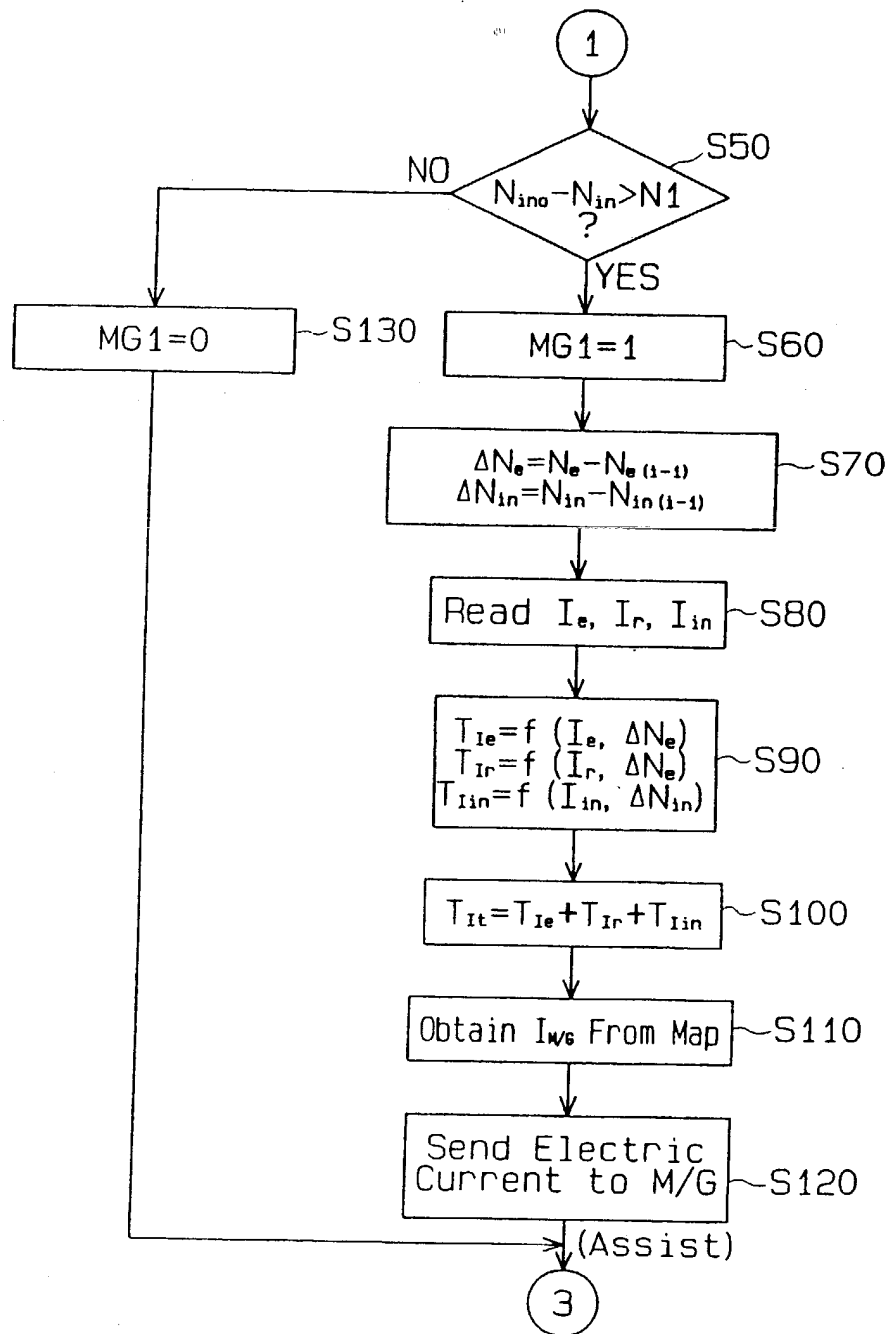 1
S50
NO
N_ino-N_in>N1
?
YES
MG1=0
S130
MG1=1
S60
ΔN_e=N_e-N_e(i-1)
ΔN_in=N_in-N_in(i-1)
S70
Read I_e, I_r, I_in
S80
T_Ie=f (I_e, ΔN_e)
T_Ir=f (I_r, ΔN_e)
T_Iin=f (I_in, ΔN_in)
S90
T_It=T_Ie+T_Ir+T_Iin
S100
Obtain I_M/G From Map
S110
Send Electric
Current to M/G
S120
(Assist)
3